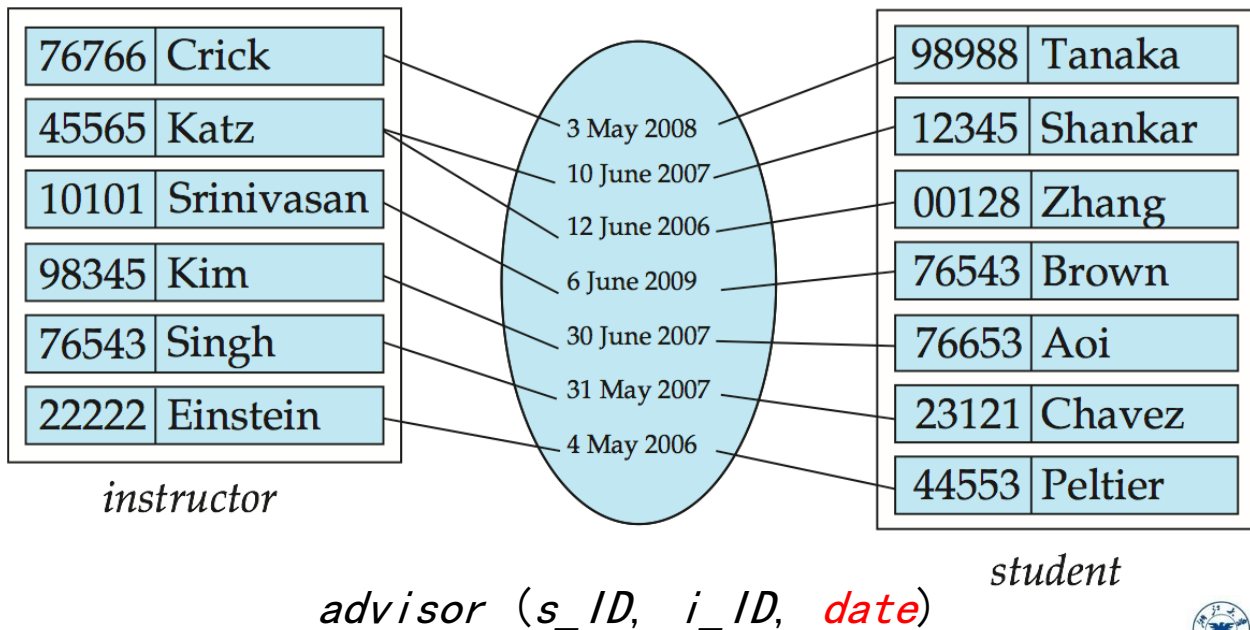 76766 Crick
45565 Katz
10101 Srinivasan
98345 Kim
76543 Singh
22222 Einstein
instructor
3 May 2008
10 June 2007
12 June 2006
6 June 2009
30 June 2007
31 May 2007
4 May 2006
98988 Tanaka
12345 Shankar
00128 Zhang
76543 Brown
76653 Aoi
23121 Chavez
44553 Peltier
student
advisor (s_ID, i_ID, date)